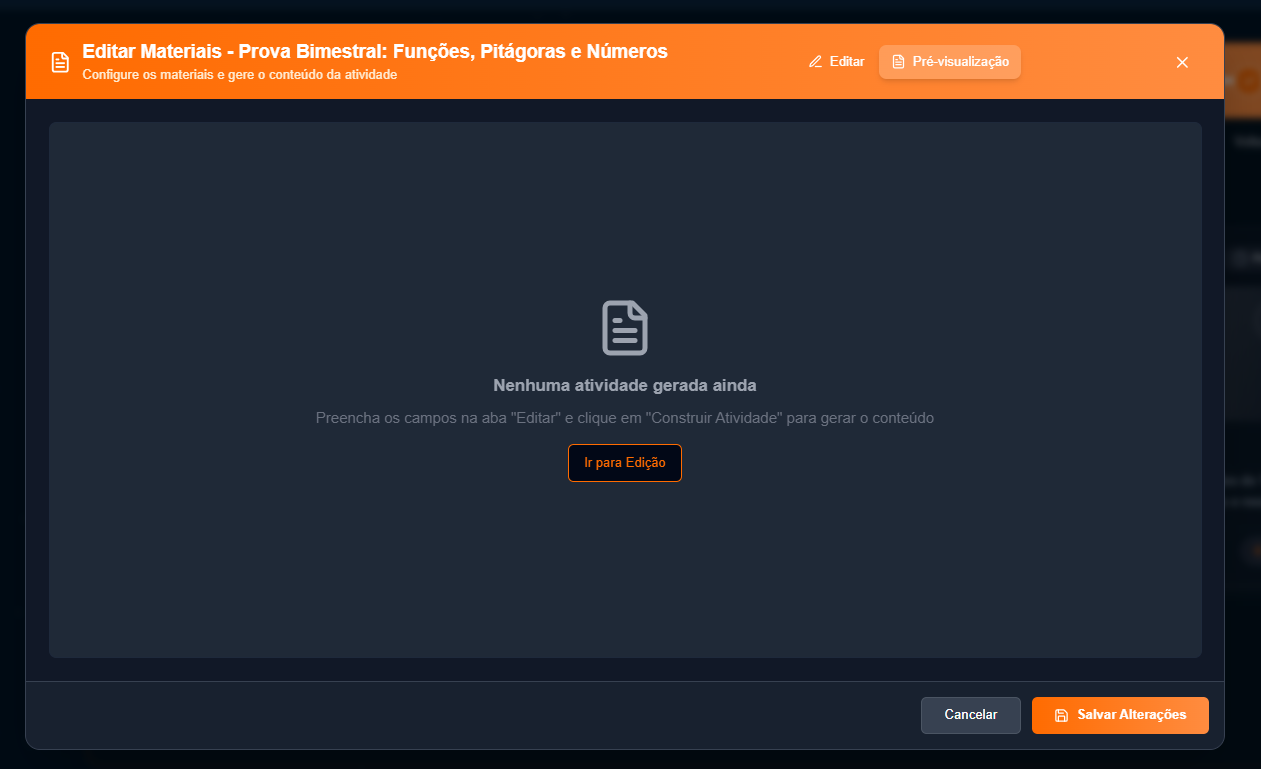 Editar Materiais - Prova Bimestral: Funções, Pitágoras e Números
Configure os materiais e gere o conteúdo da atividade
Editar
Pré-visualização
Nenhuma atividade gerada ainda
Preencha os campos na aba "Editar" e clique em "Construir Atividade" para gerar o conteúdo
Ir para Edição
Cancelar
Salvar Alterações